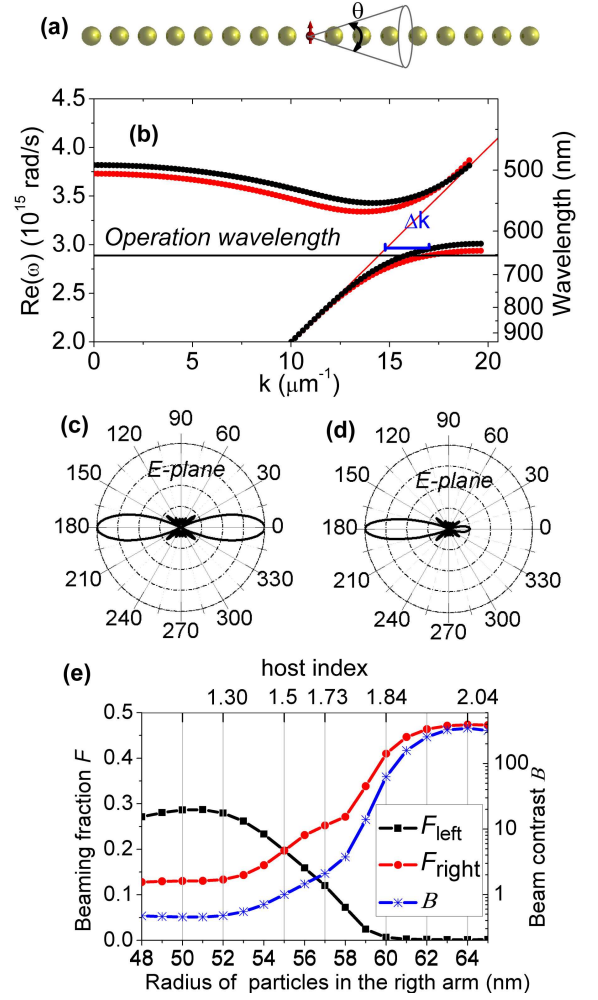 (a)
θ
(b)
4.5
4.0
3.5
3.0
2.5
2.0
Re(ω) (10¹⁵ rad/s)
500
600
700
800
900
Wavelength (nm)
Δk
Operation wavelength
0 5 10 15 20
k (μm⁻¹)
(c)
90
120 60
150 E-plane 30
180 0
210 330
240 300
270
(d)
90
120 60
150 E-plane 30
180 0
210 330
240 300
270
(e)
host index
1.30 1.5 1.73 1.84 2.04
0.5
0.4
0.3
0.2
0.1
0.0
Beaming fraction F
100
10
1
Beam contrast B
F left
F right
B
48 50 52 54 56 58 60 62 64
Radius of particles in the rigth arm (nm)